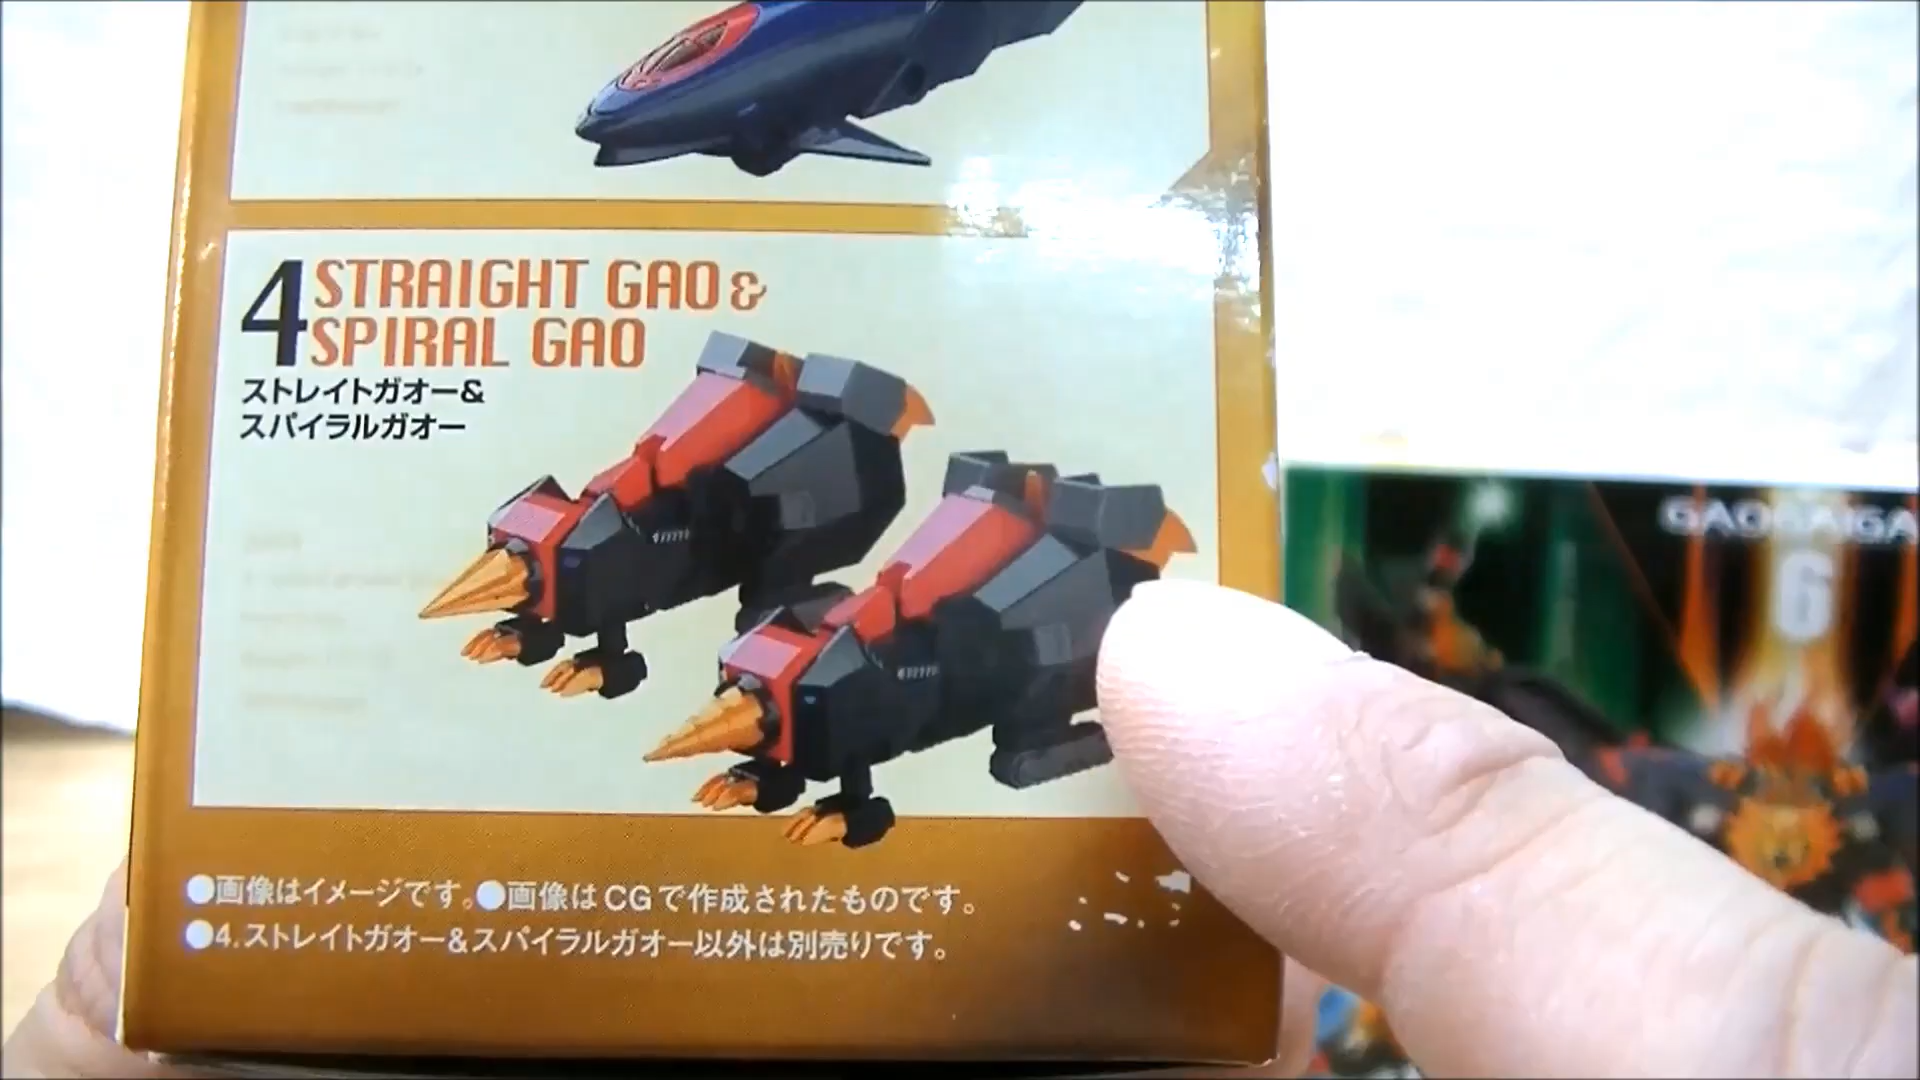 4 STRAIGHT GAO &
SPIRAL GAO
ストレイトガオー&
スパイラルガオー
●画像はイメージです。●画像はCGで作成されたものです。
●4.ストレイトガオー&スパイラルガオー以外は別売りです。
GAOGAIGA
6